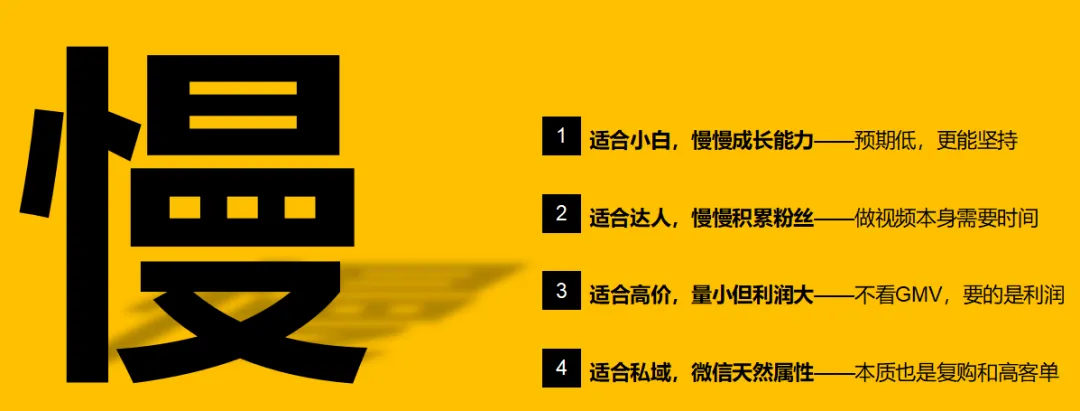 慢
1 适合小白，慢慢成长能力——预期低，更能坚持
2 适合达人，慢慢积累粉丝——做视频本身需要时间
3 适合高价，量小但利润大——不看GMV，要的是利润
4 适合私域，微信天然属性——本质也是复购和高客单